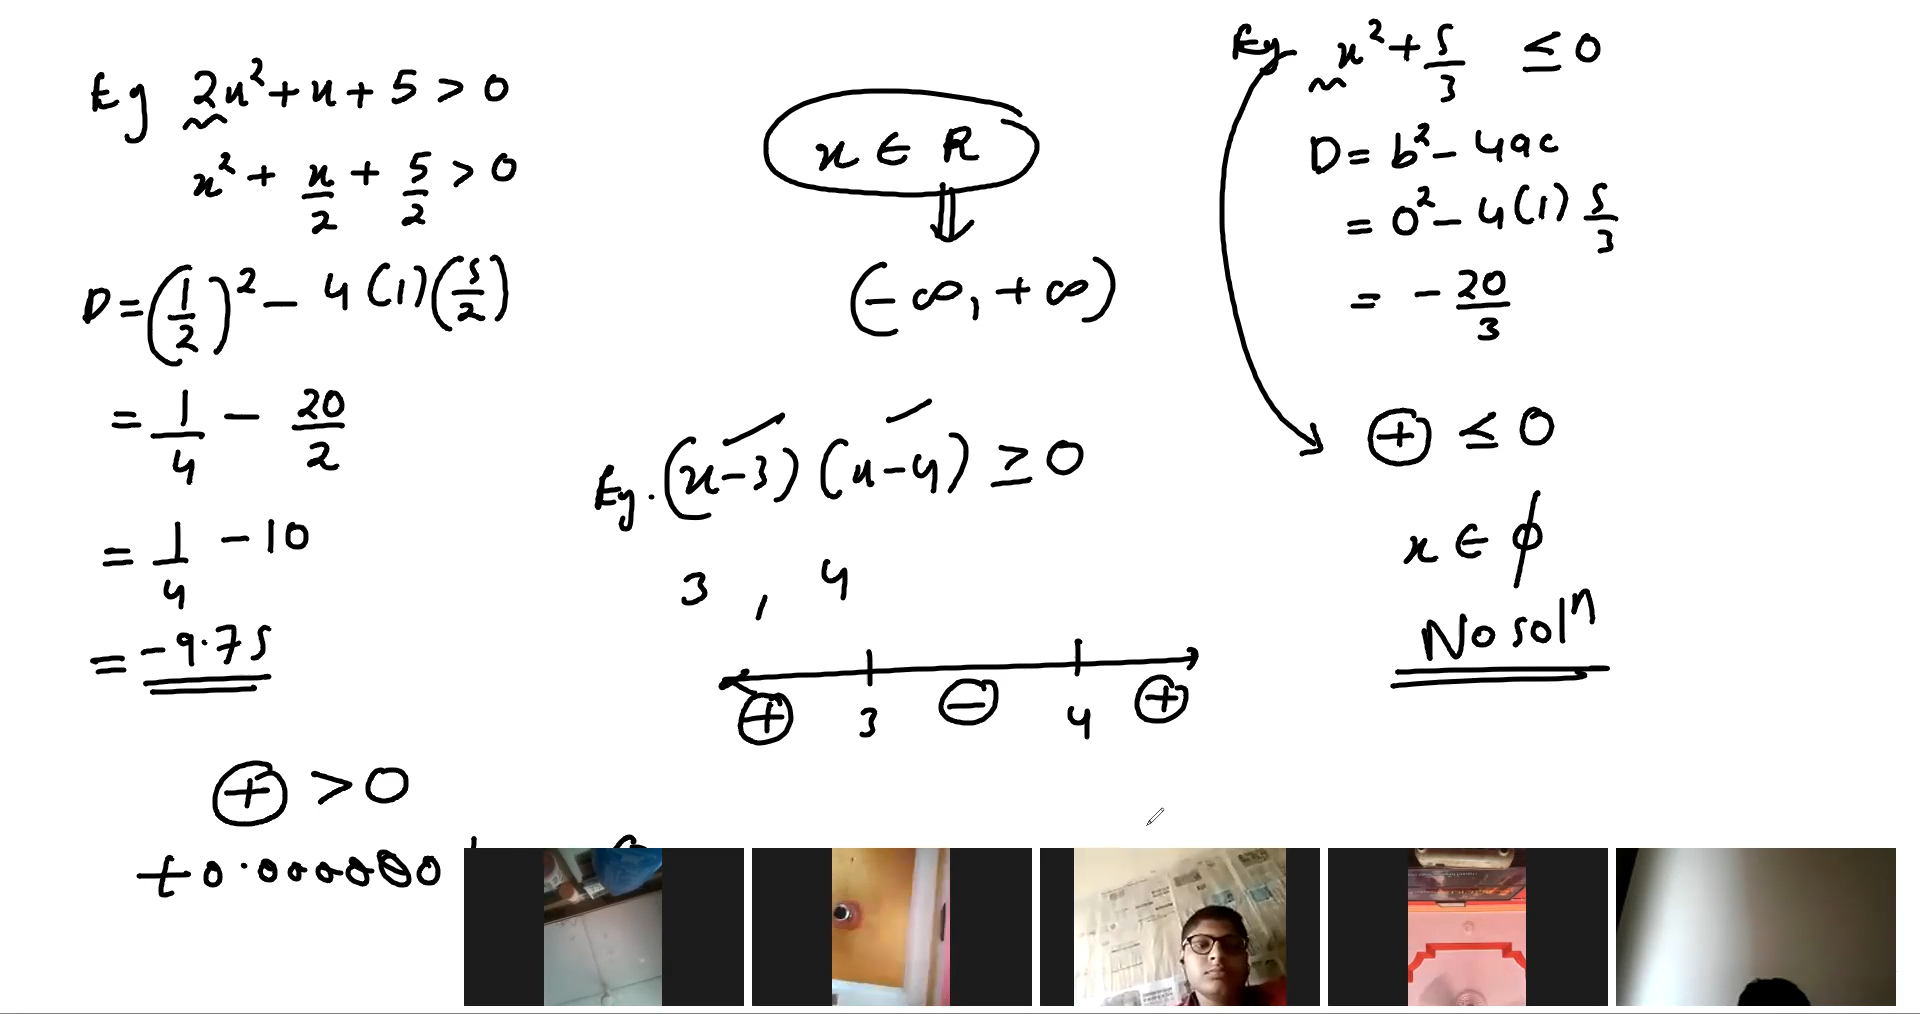 Eg 2x²+x+5 > 0
x² + x/2 + 5/2 > 0
D = (1/2)² - 4(1)(5/2)
= 1/4 - 20/2
= 1/4 - 10
= -9.75
⊕ > 0
+0.000000
x ∈ R
⇓
(-∞, +∞)
Eg. (x-3)(x-4) ≥ 0
3 , 4
⊕ 3 ⊖ 4 ⊕
Eg x² + 5/3 ≤ 0
D = b² - 4ac
= 0² - 4(1) 5/3
= - 20/3
⊕ ≤ 0
x ∈ ϕ
No solⁿ